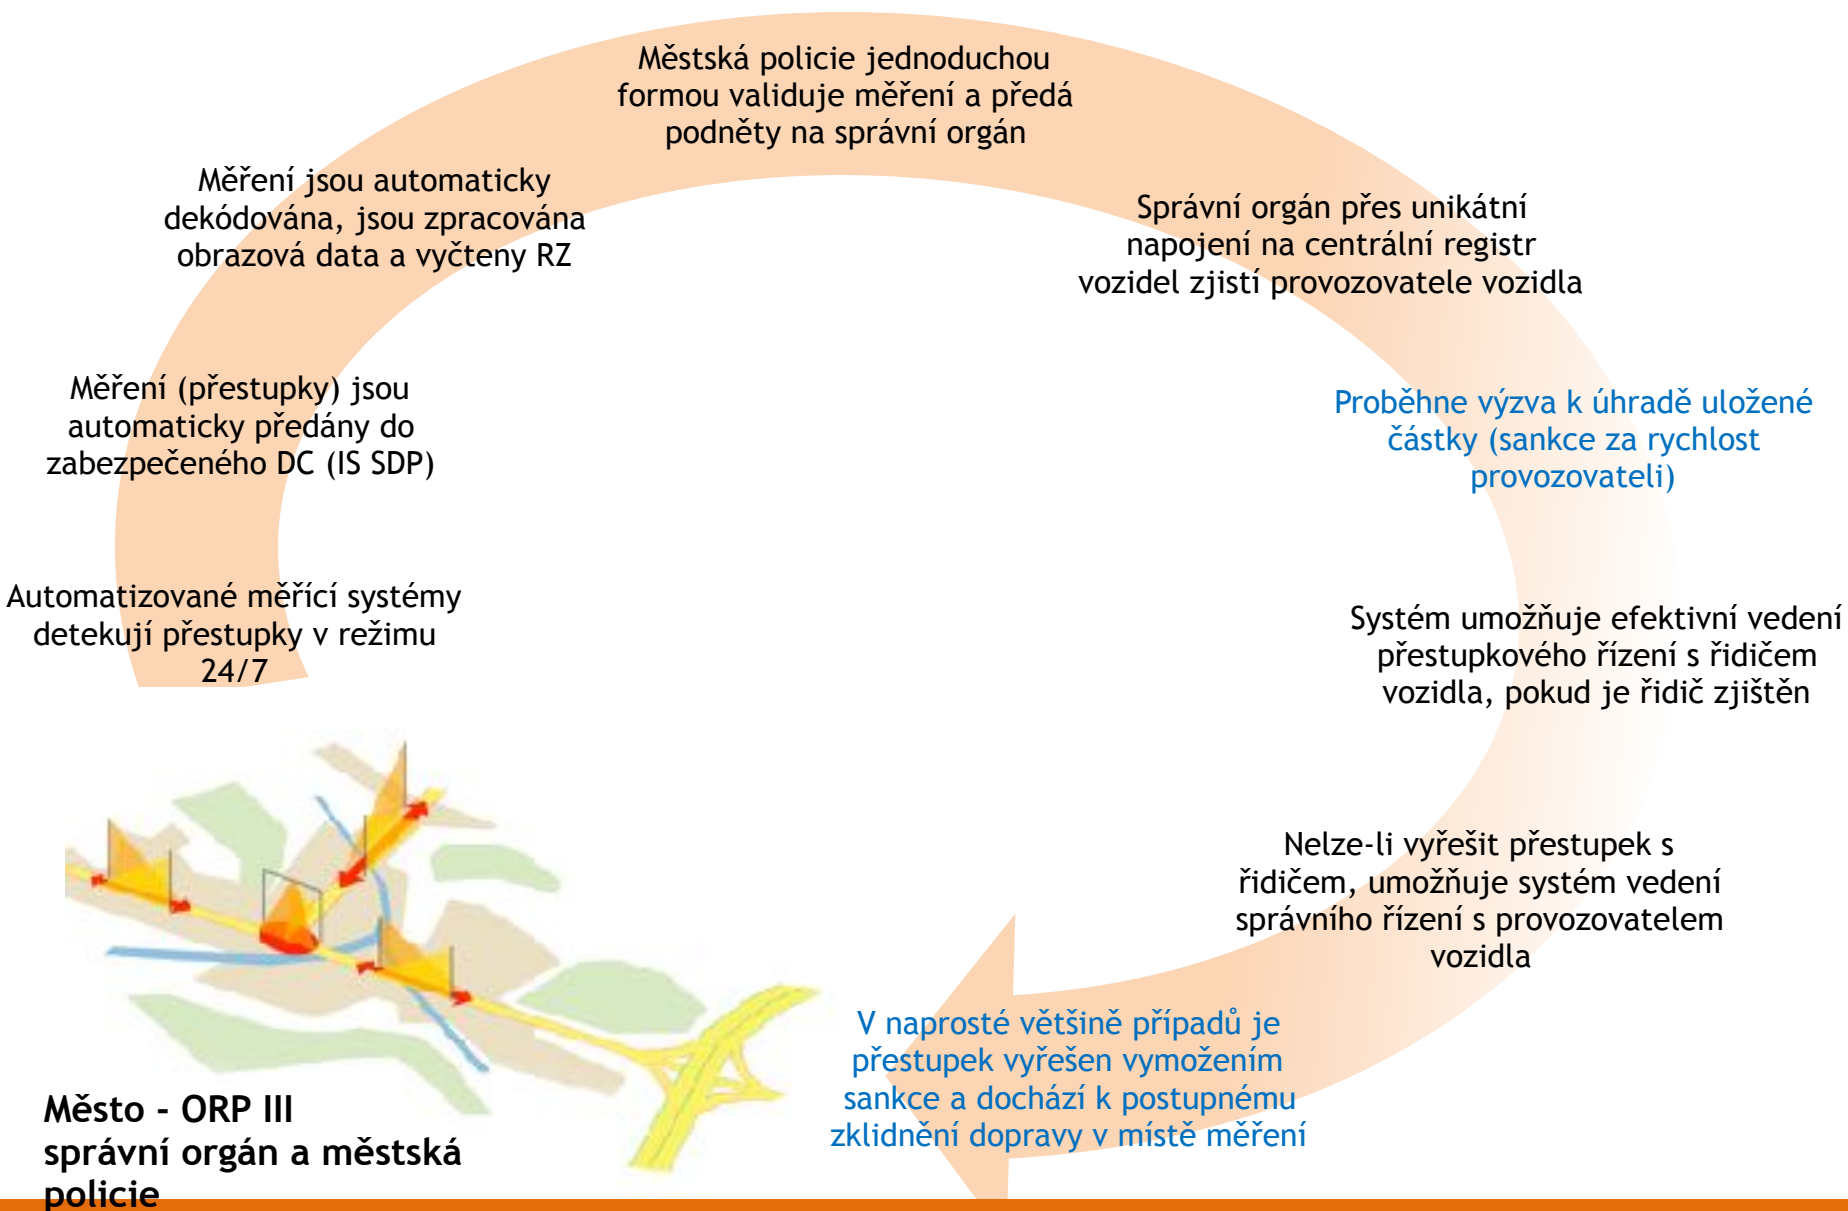 Městská policie jednoduchou
formou validuje měření a předá
podněty na správní orgán
Měření jsou automaticky
dekódována, jsou zpracována
obrazová data a vyčteny RZ
Správní orgán přes unikátní
napojení na centrální registr
vozidel zjistí provozovatele vozidla
Měření (přestupky) jsou
automaticky předány do
zabezpečeného DC (IS SDP)
Proběhne výzva k úhradě uložené
částky (sankce za rychlost
provozovateli)
Automatizované měřící systémy
detekují přestupky v režimu
24/7
Systém umožňuje efektivní vedení
přestupkového řízení s řidičem
vozidla, pokud je řidič zjištěn
Nelze-li vyřešit přestupek s
řidičem, umožňuje systém vedení
správního řízení s provozovatelem
vozidla
V naprosté většině případů je
přestupek vyřešen vymožením
sankce a dochází k postupnému
zklidnění dopravy v místě měření
Město - ORP III
správní orgán a městská
policie